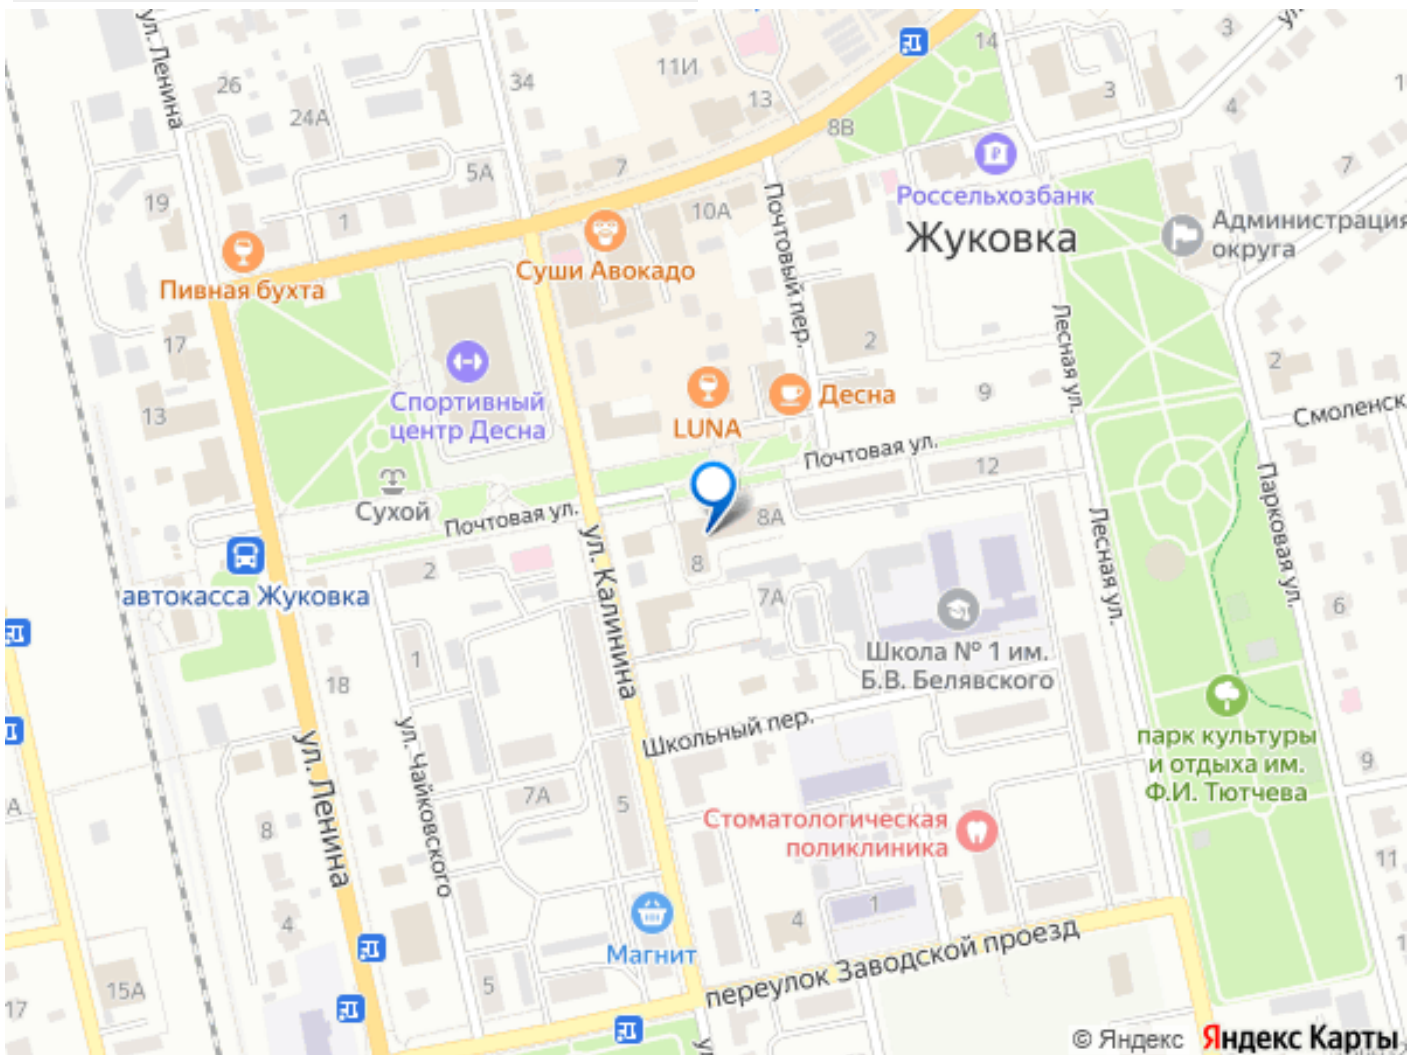 ул. Ленина
26
24А
34
11И
13
14
3
3
4
8В
7
5А
19
1
7
10А
Россельхозбанк
Жуковка
Администрация
округа
Пивная бухта
Суши Авокадо
Почтовый пер.
17
13
2
2
9
Лесная ул.
Спортивный
центр Десна
LUNA
Десна
Смоленск
Почтовая ул.
12
Парковая ул.
Сухой
Почтовая ул.
8А
8
7А
2
ул. Калинина
Лесная ул.
автокасса Жуковка
6
1
18
Школа № 1 им.
Б.В. Белявского
Школьный пер.
ул. Чайковского
ул. Ленина
парк культуры
и отдыха им.
Ф.И. Тютчева
9
А
8
7А
5
Стоматологическая
поликлиника
11
4
4
1
Магнит
переулок Заводской проезд
15А
17
5
© Яндекс Яндекс Карты